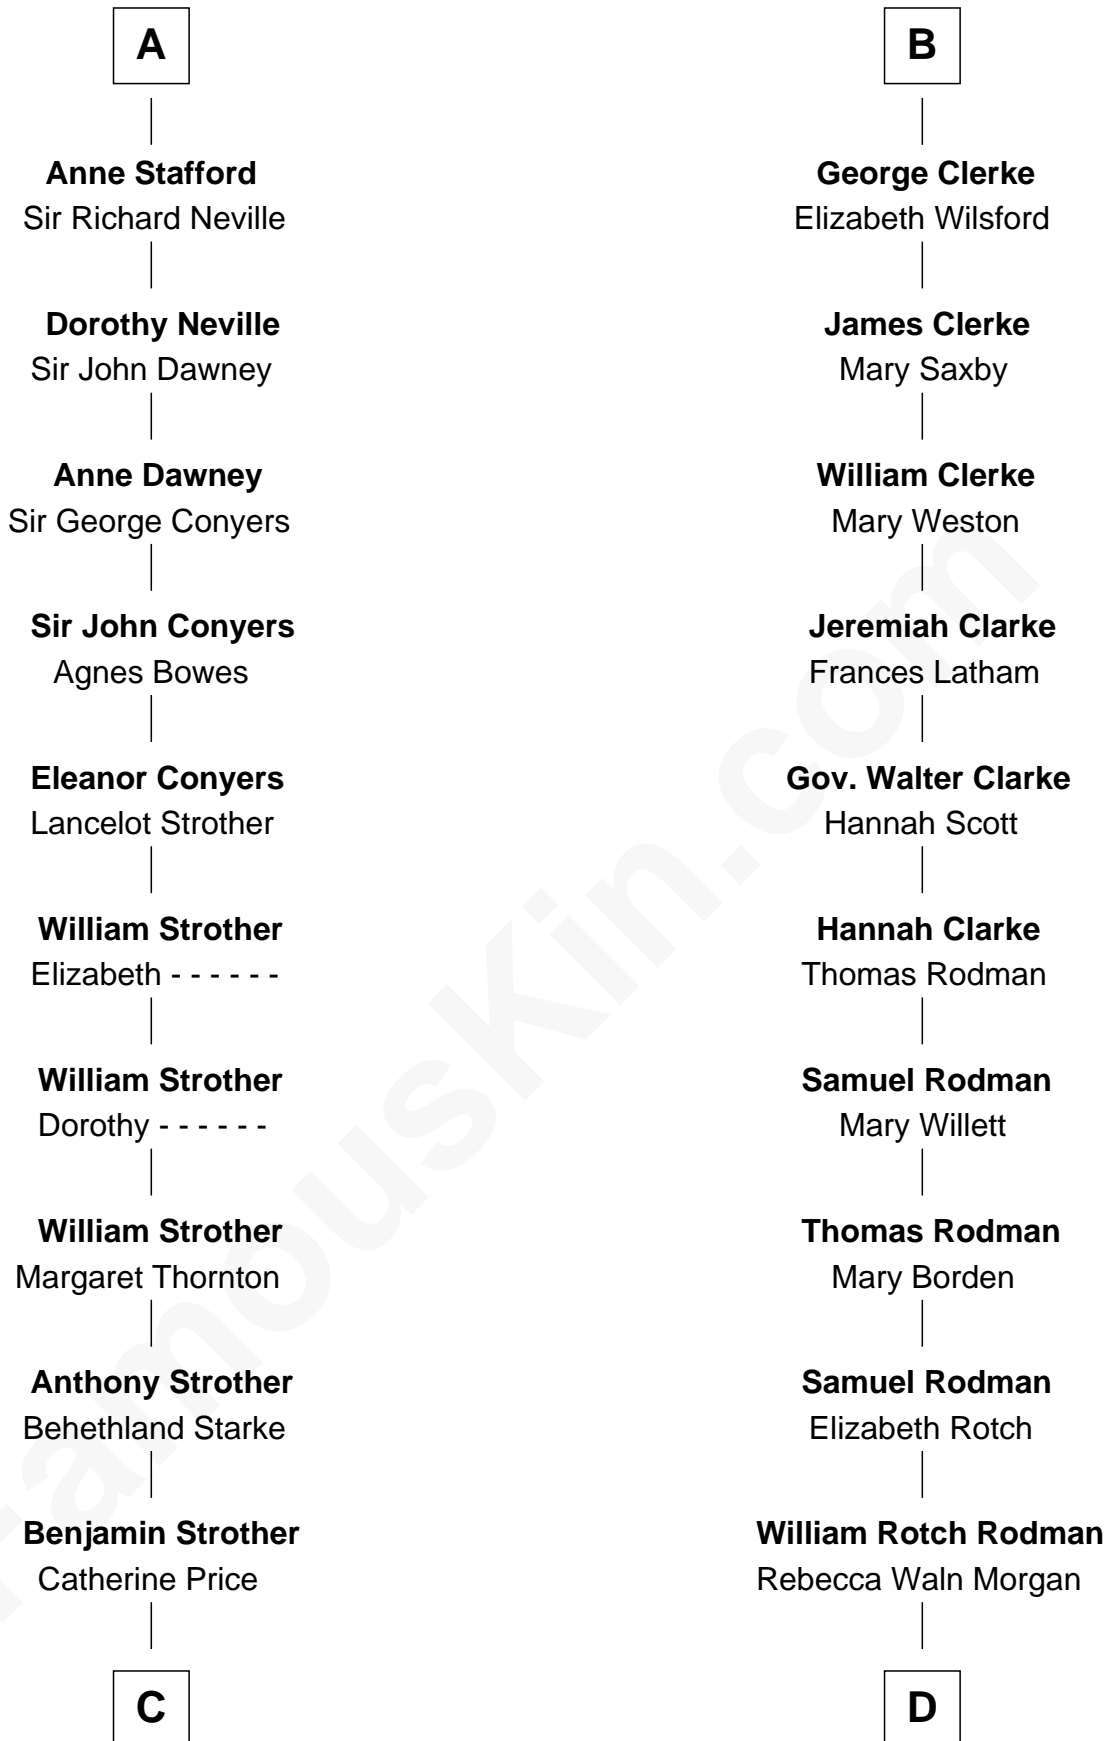 A
Anne Stafford
Sir Richard Neville
Dorothy Neville
Sir John Dawney
Anne Dawney
Sir George Conyers
Sir John Conyers
Agnes Bowes
Eleanor Conyers
Lancelot Strother
William Strother
Elizabeth - - - - - -
William Strother
Dorothy - - - - - -
William Strother
Margaret Thornton
Anthony Strother
Behethland Starke
Benjamin Strother
Catherine Price
C
B
George Clerke
Elizabeth Wilsford
James Clerke
Mary Saxby
William Clerke
Mary Weston
Jeremiah Clarke
Frances Latham
Gov. Walter Clarke
Hannah Scott
Hannah Clarke
Thomas Rodman
Samuel Rodman
Mary Willett
Thomas Rodman
Mary Borden
Samuel Rodman
Elizabeth Rotch
William Rotch Rodman
Rebecca Waln Morgan
D
FamousKin.com